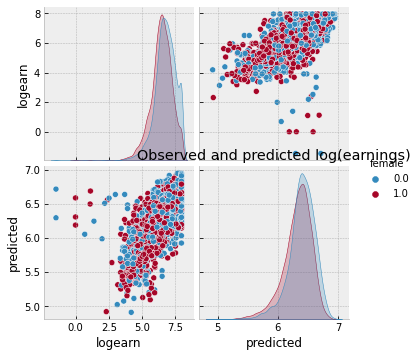 8
6
4
2
0
logearn
Observed and predicted log(earnings)
female
0.0
1.0
7.0
6.5
6.0
5.5
5.0
predicted
0.0 2.5 5.0 7.5
logearn
5 6 7
predicted